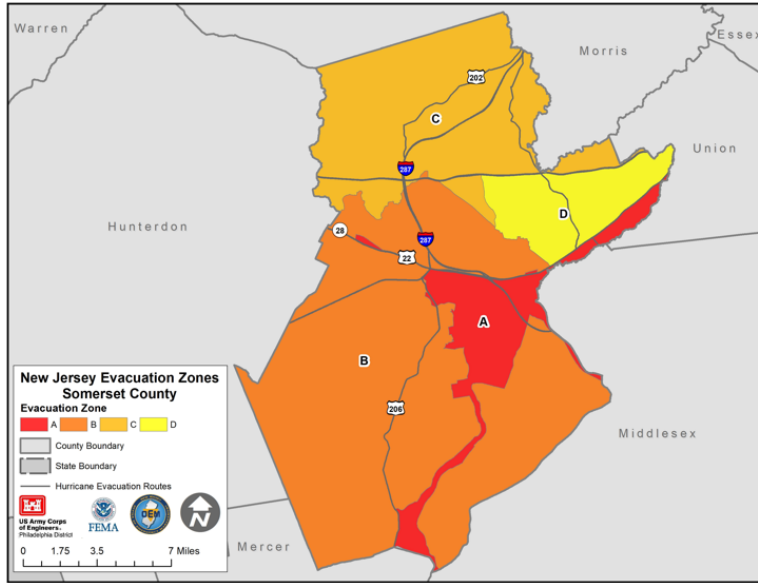 Warren
Essex
Morris
202
C
Union
287
D
Hunterdon
28
287
22
A
B
206
Middlesex
Mercer
New Jersey Evacuation Zones
Somerset County
Evacuation Zone
A B C D
County Boundary
State Boundary
Hurricane Evacuation Routes
US Army Corps
of Engineers
Philadelphia District
FEMA
OEM
N
0 1.75 3.5 7 Miles